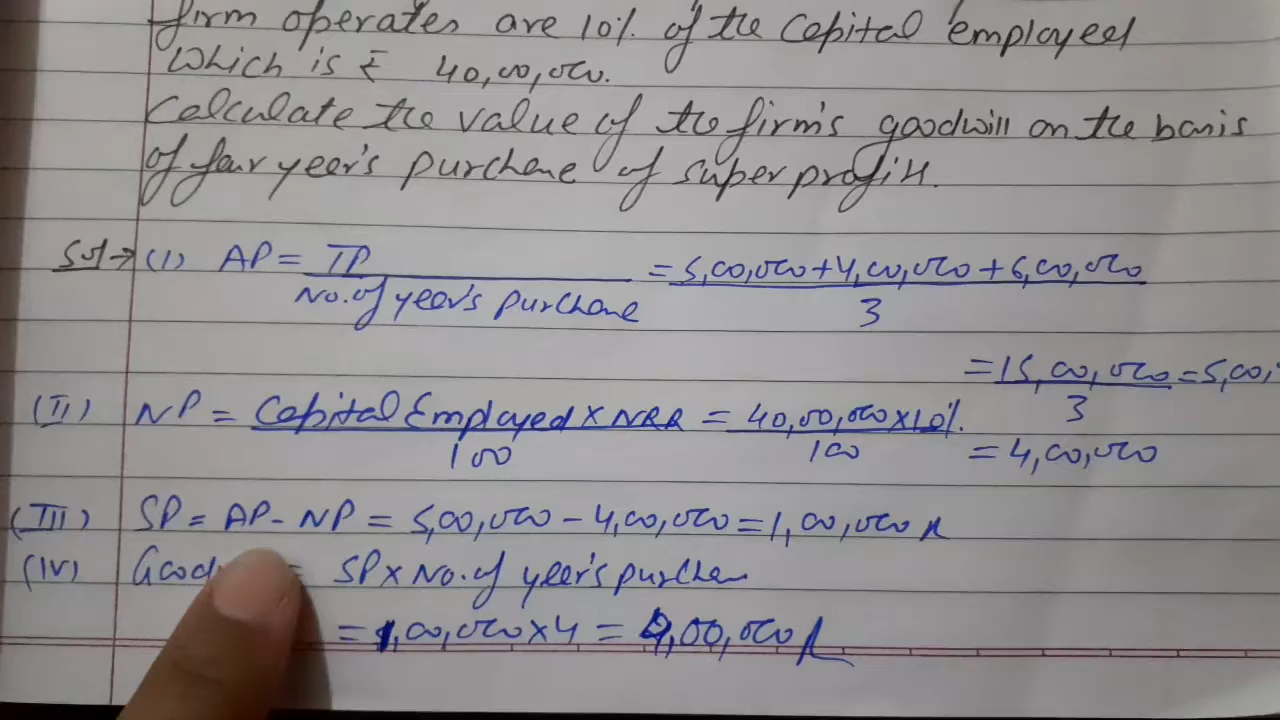 firm operates are 10% of the Capital employed
which is ₹ 40,00,000.
Calculate the value of the firm's goodwill on the basis
of four year's purchase of super profit.
Sol→ (I) AP = TP / No. of year's purchase = 5,00,000+4,00,000+6,00,000 / 3
= 15,00,000 / 3 = 5,00,
(II) NP = Capital Employed × NRR / 100 = 40,00,000×10% / 100 = 4,00,000
(III) SP = AP - NP = 5,00,000 - 4,00,000 = 1,00,000
(IV) Good = SP × No. of year's purchase
= 1,00,000×4 = 4,00,000